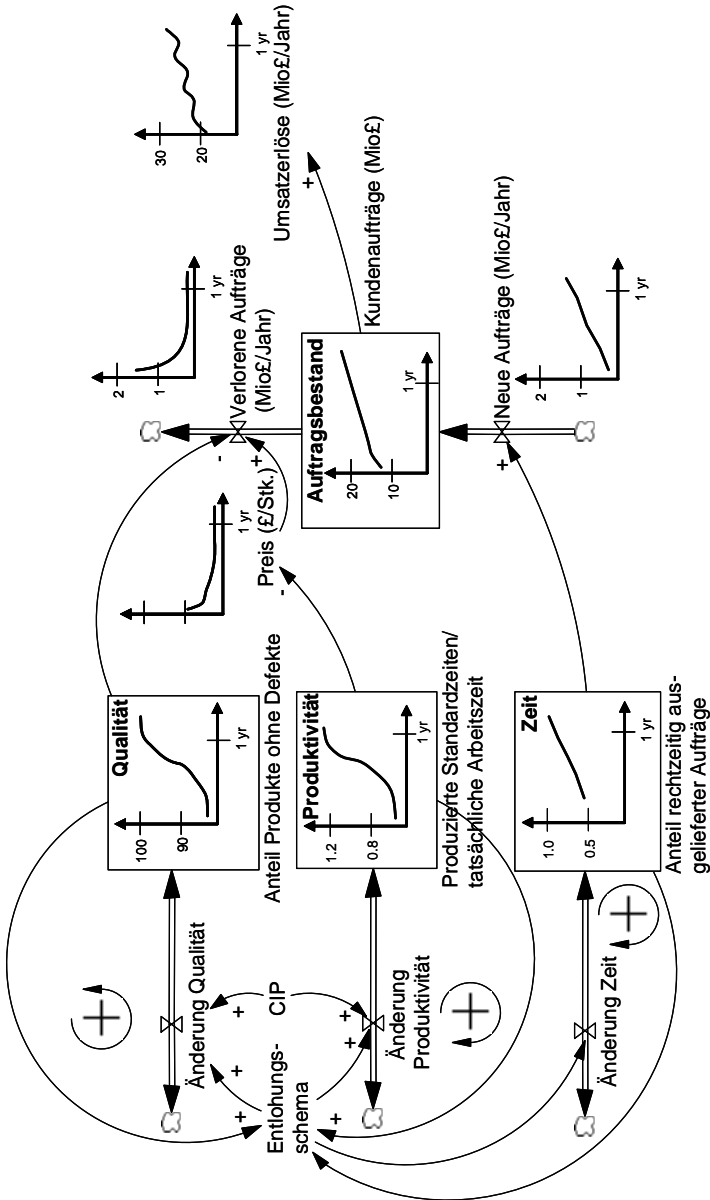 +
Änderung Qualität
+
+
+
Entlohungs-
schema
CIP
+
+
+
+
Änderung
Produktivität
+
Änderung Zeit
+
Qualität
100
90
1 yr
Anteil Produkte ohne Defekte
Produktivität
1.2
0.8
1 yr
Produzierte Standardzeiten/
tatsächliche Arbeitszeit
Zeit
1.0
0.5
1 yr
Anteil rechtzeitig aus-
gelieferter Aufträge
1 yr
Preis (£/Stk.)
-
-
+
2
1
1 yr
Verlorene Aufträge
(Mio£/Jahr)
Auftragsbestand
20
10
1 yr
Kundenaufträge (Mio£)
+
Neue Aufträge (Mio£/Jahr)
2
1
1 yr
30
20
1 yr
+
Umsatzerlöse (Mio£/Jahr)